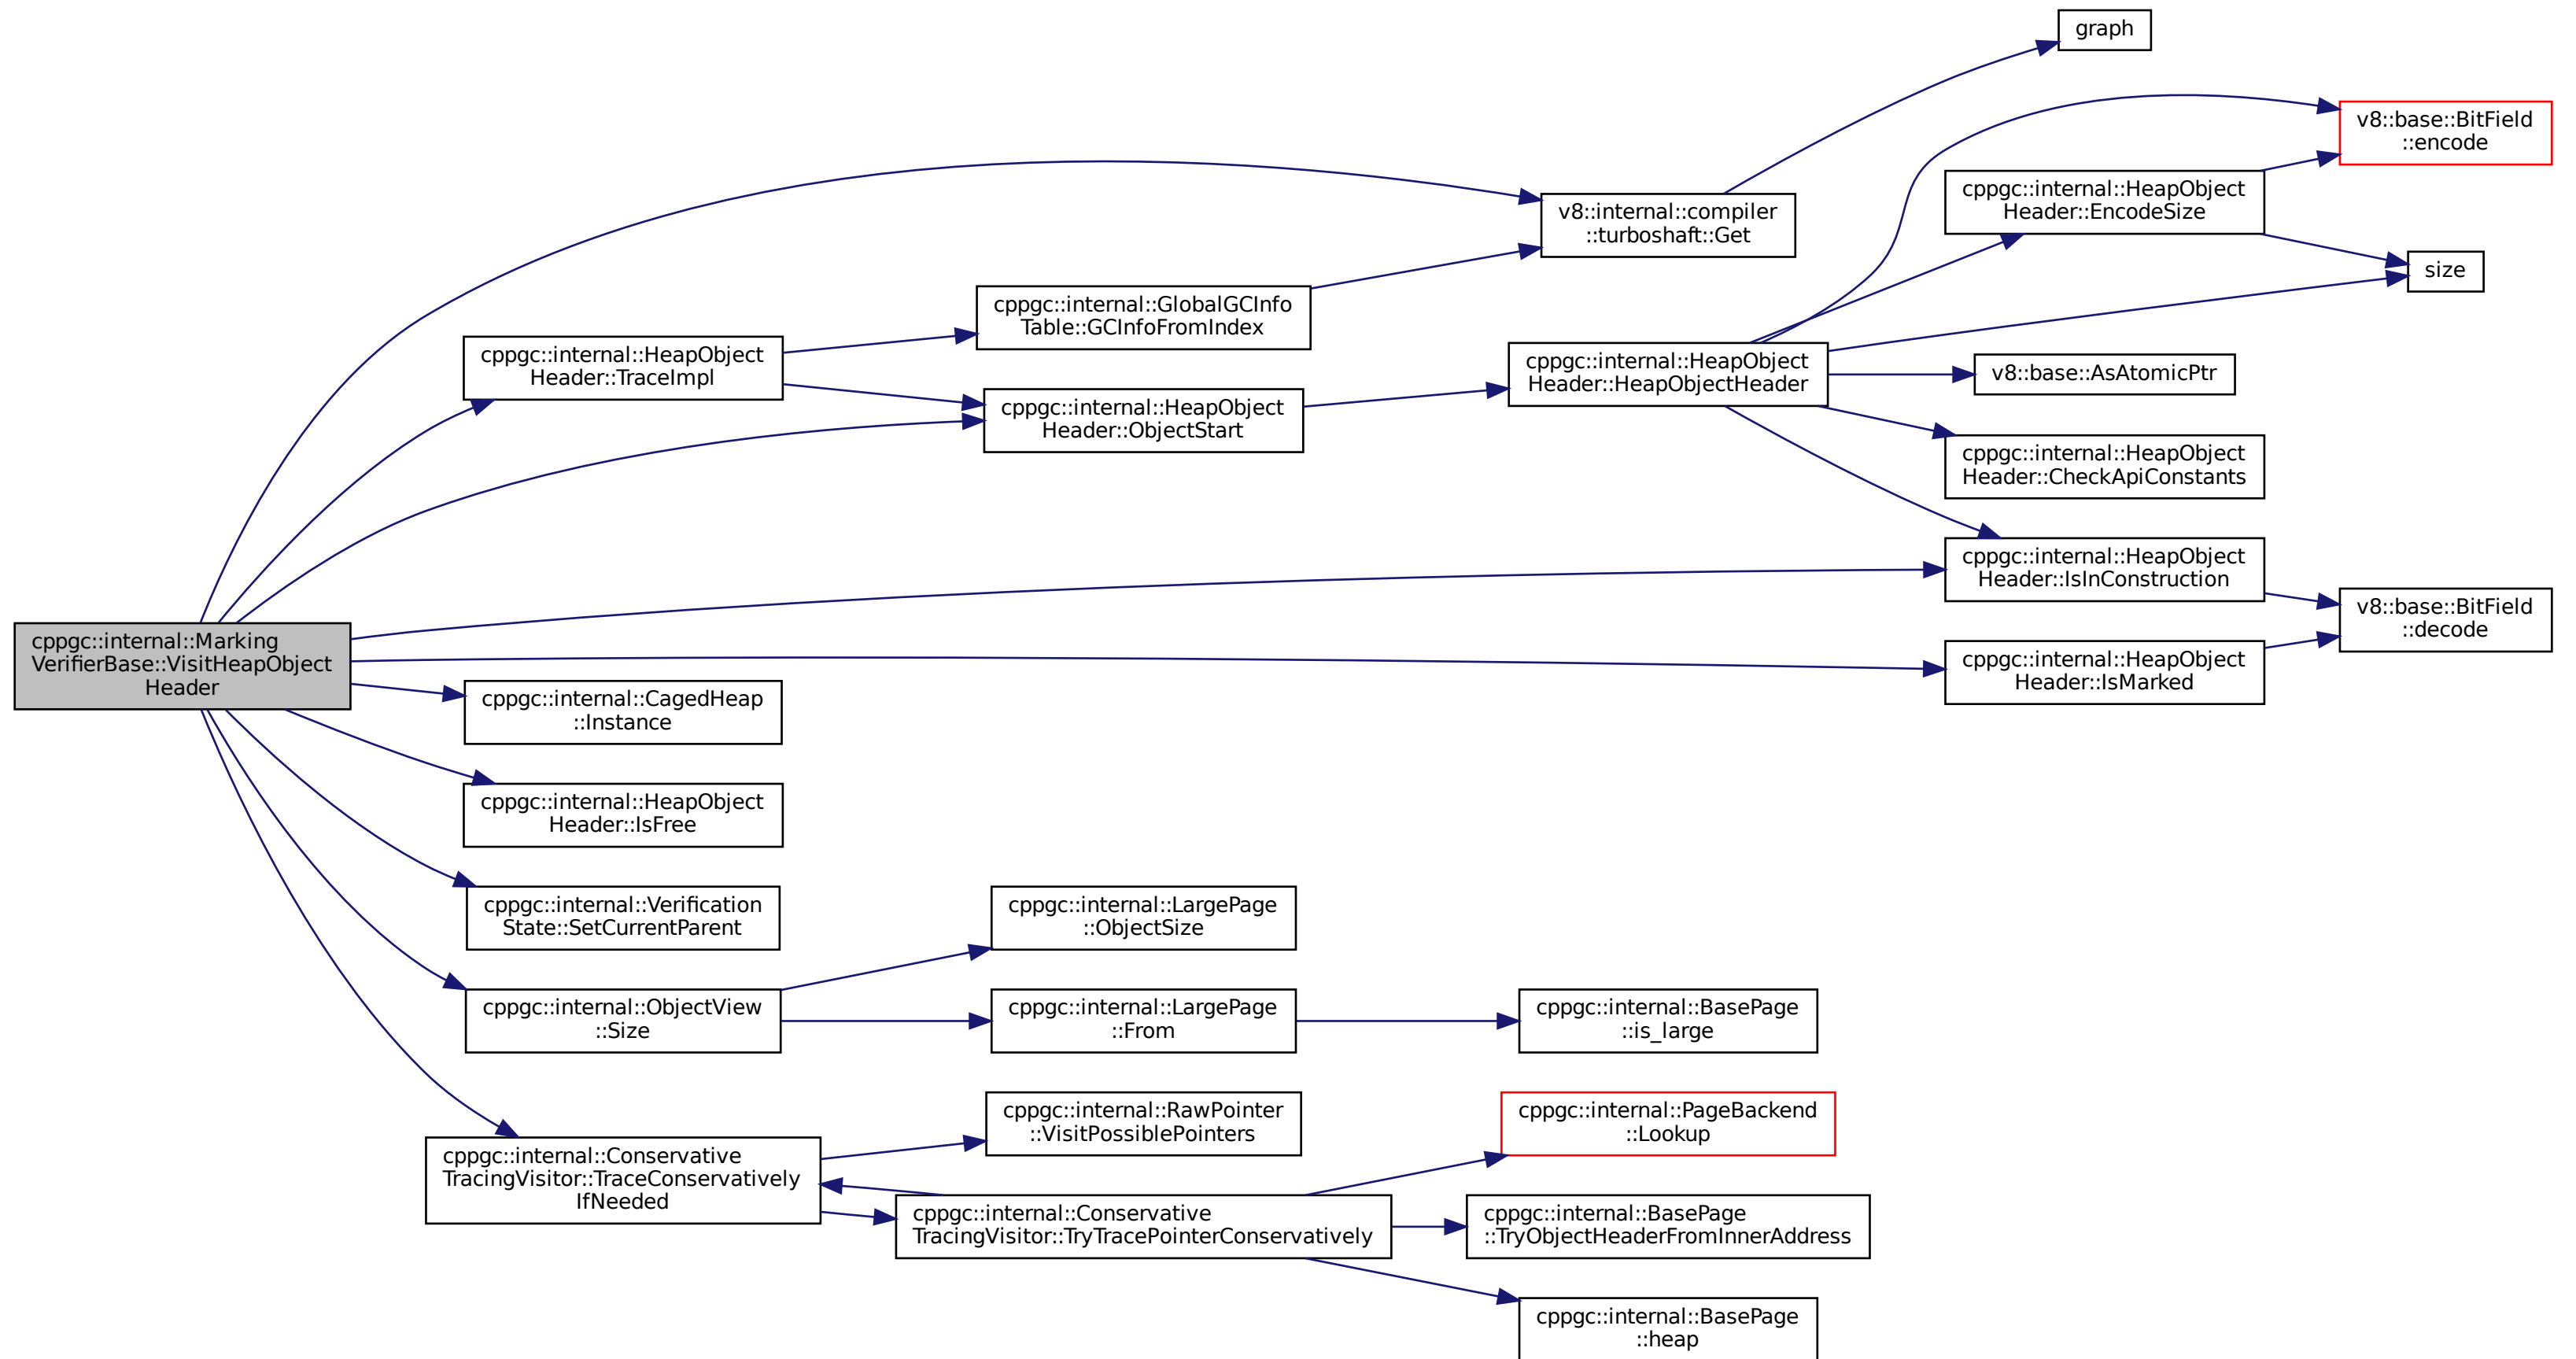 graph
v8::base::BitField
::encode
cppgc::internal::HeapObject
Header::EncodeSize
v8::internal::compiler
::turboshaft::Get
size
cppgc::internal::GlobalGCInfo
Table::GCInfoFromIndex
cppgc::internal::HeapObject
Header::TraceImpl
cppgc::internal::HeapObject
Header::HeapObjectHeader
v8::base::AsAtomicPtr
cppgc::internal::HeapObject
Header::ObjectStart
cppgc::internal::HeapObject
Header::CheckApiConstants
cppgc::internal::HeapObject
Header::IsInConstruction
v8::base::BitField
::decode
cppgc::internal::Marking
VerifierBase::VisitHeapObject
Header
cppgc::internal::HeapObject
Header::IsMarked
cppgc::internal::CagedHeap
::Instance
cppgc::internal::HeapObject
Header::IsFree
cppgc::internal::Verification
State::SetCurrentParent
cppgc::internal::LargePage
::ObjectSize
cppgc::internal::ObjectView
::Size
cppgc::internal::LargePage
::From
cppgc::internal::BasePage
::is_large
cppgc::internal::RawPointer
::VisitPossiblePointers
cppgc::internal::PageBackend
::Lookup
cppgc::internal::Conservative
TracingVisitor::TraceConservatively
IfNeeded
cppgc::internal::Conservative
TracingVisitor::TryTracePointerConservatively
cppgc::internal::BasePage
::TryObjectHeaderFromInnerAddress
cppgc::internal::BasePage
::heap